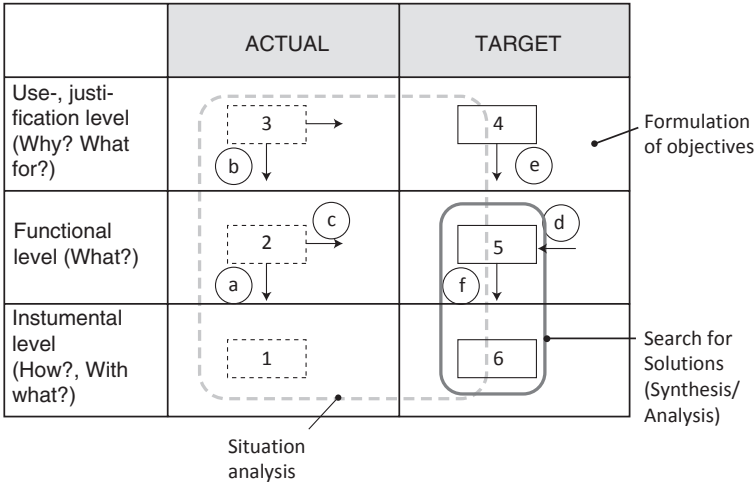 ACTUAL
TARGET
Use-, justi-
fication level
(Why? What
for?)
3
4
b
e
Formulation
of objectives
Functional
level (What?)
2
c
5
d
a
f
Instumental
level
(How?, With
what?)
1
6
Search for
Solutions
(Synthesis/
Analysis)
Situation
analysis